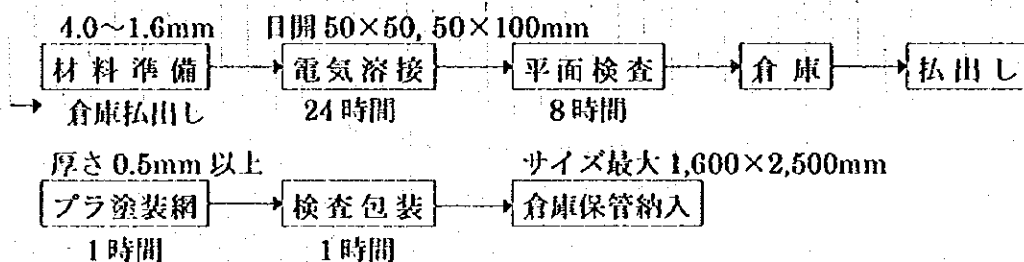 4.0～1.6mm 日開50×50, 50×100mm
材料準備 電気溶接 平面検査 倉庫 払出し
倉庫払出し 24時間 8時間
厚さ0.5mm以上 サイズ最大1,600×2,500mm
プラ塗装網 検査包装 倉庫保管納入
1時間 1時間